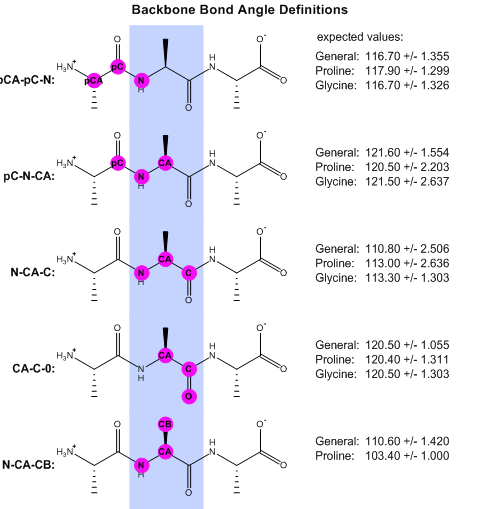 Backbone Bond Angle Definitions
expected values:
pCA-pC-N:
H3N+ O pCA pC N H N H O O- O
General: 116.70 +/- 1.355
Proline: 117.90 +/- 1.299
Glycine: 116.70 +/- 1.326
pC-N-CA:
H3N+ O pC N H CA N H O O- O
General: 121.60 +/- 1.554
Proline: 120.50 +/- 2.203
Glycine: 121.50 +/- 2.637
N-CA-C:
H3N+ O N H CA C N H O O- O
General: 110.80 +/- 2.506
Proline: 113.00 +/- 2.636
Glycine: 113.30 +/- 1.303
CA-C-0:
H3N+ O N H CA C N H O O- O
General: 120.50 +/- 1.055
Proline: 120.40 +/- 1.311
Glycine: 120.50 +/- 1.303
N-CA-CB:
H3N+ O N H CA CB N H O O- O
General: 110.60 +/- 1.420
Proline: 103.40 +/- 1.000